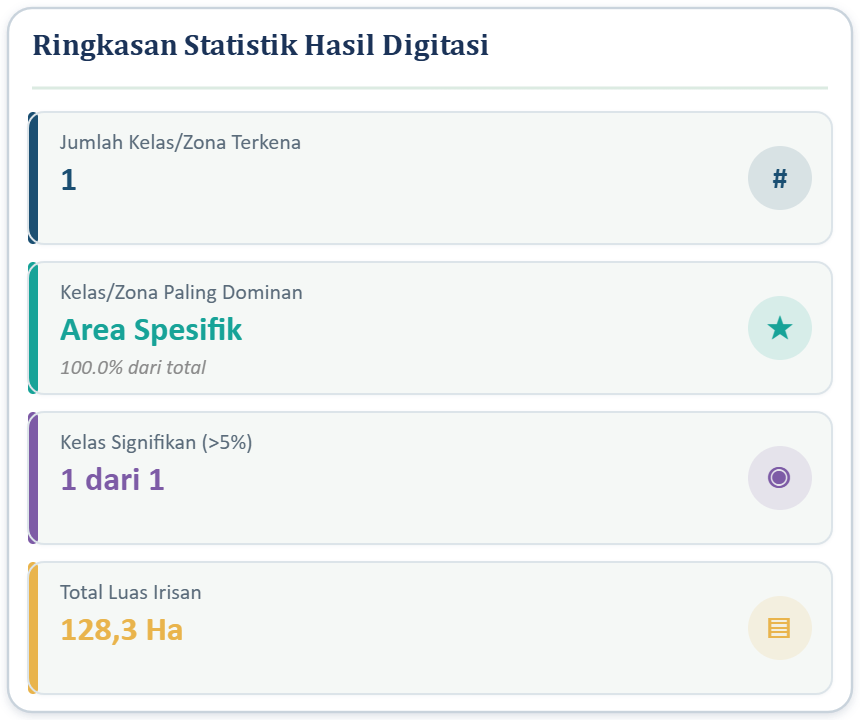 Ringkasan Statistik Hasil Digitasi
Jumlah Kelas/Zona Terkena
1
#
Kelas/Zona Paling Dominan
Area Spesifik
100.0% dari total
Kelas Signifikan (>5%)
1 dari 1
Total Luas Irisan
128,3 Ha